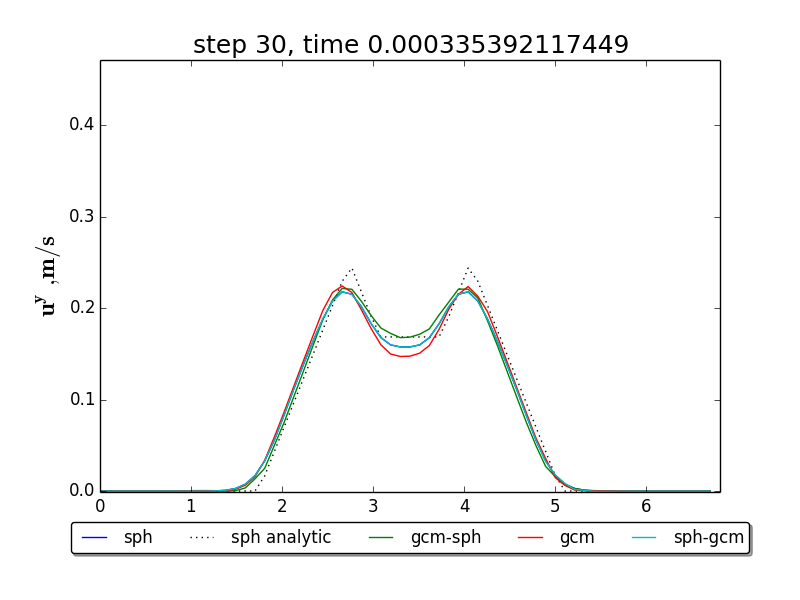 step 30, time 0.000335392117449
0.4
0.3
0.2
0.1
0.0
u^y ,m/s
0 1 2 3 4 5 6
sph sph analytic gcm-sph gcm sph-gcm